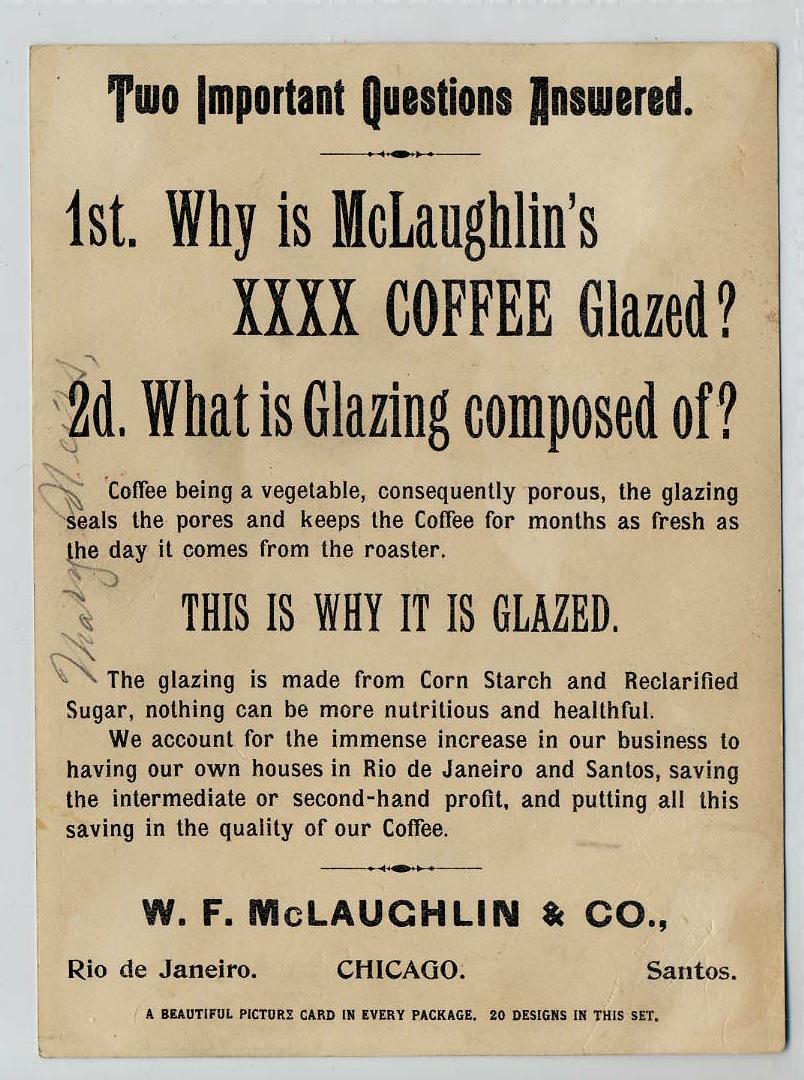 Two Important Questions Answered.
1st. Why is McLaughlin's
XXXX COFFEE Glazed?
2d. What is Glazing composed of?
Coffee being a vegetable, consequently porous, the glazing
seals the pores and keeps the Coffee for months as fresh as
the day it comes from the roaster.
THIS IS WHY IT IS GLAZED.
The glazing is made from Corn Starch and Reclarified
Sugar, nothing can be more nutritious and healthful.
We account for the immense increase in our business to
having our own houses in Rio de Janeiro and Santos, saving
the intermediate or second-hand profit, and putting all this
saving in the quality of our Coffee.
W. F. McLAUGHLIN & CO.,
Rio de Janeiro. CHICAGO. Santos.
A BEAUTIFUL PICTURE CARD IN EVERY PACKAGE. 20 DESIGNS IN THIS SET.
Mary